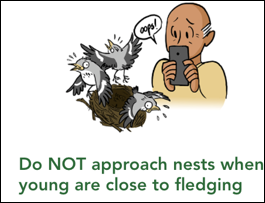 oops!
Do NOT approach nests when
young are close to fledging